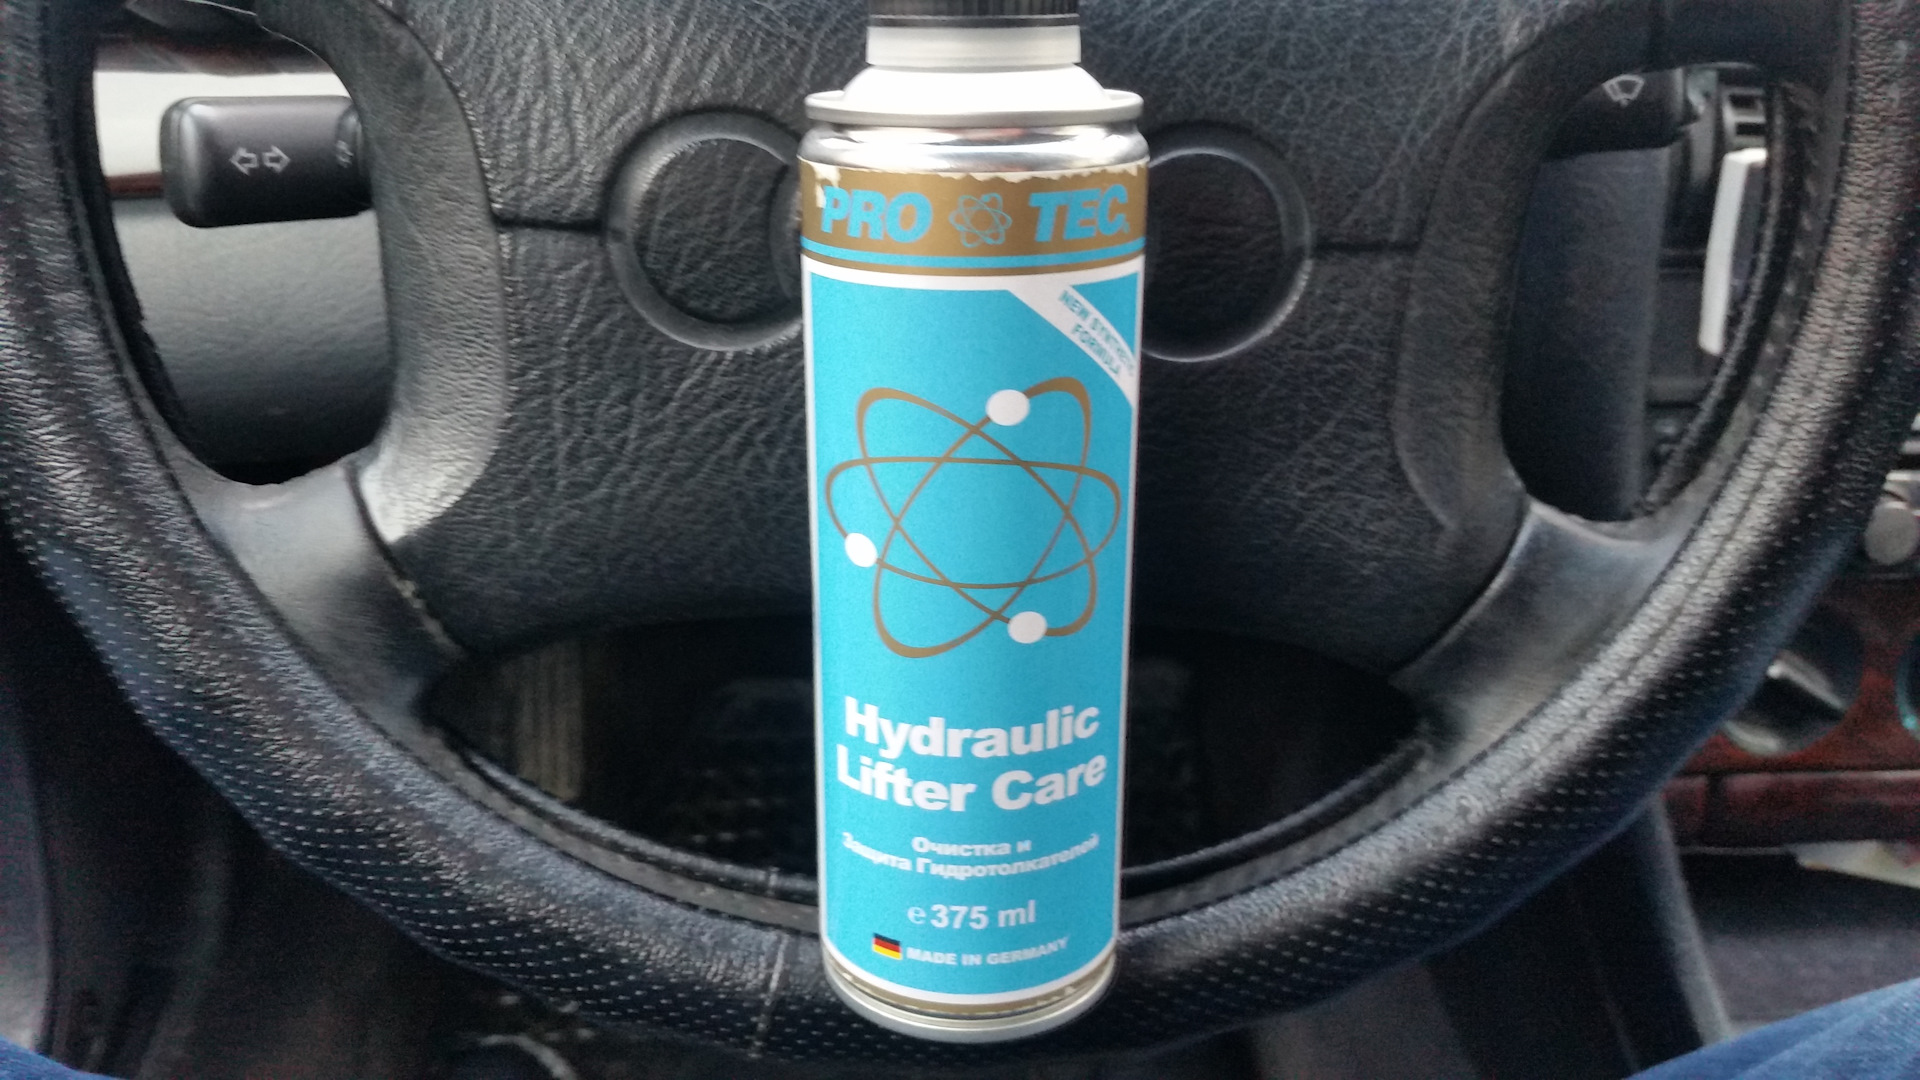 PRO TEC
NEW SYNTHETIC
FORMULA
Hydraulic
Lifter Care
Очистка и
Защита Гидротолкателей
℮ 375 ml
MADE IN GERMANY